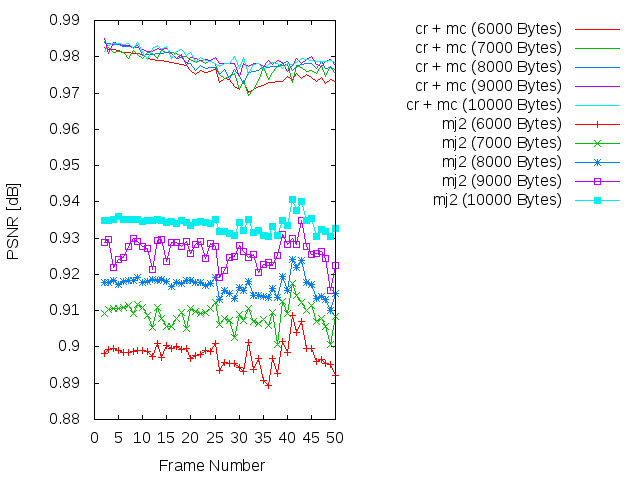 0.99
0.98
0.97
0.96
0.95
0.94
0.93
0.92
0.91
0.9
0.89
0.88
0 5 10 15 20 25 30 35 40 45 50
Frame Number
PSNR [dB]
cr + mc (6000 Bytes)
cr + mc (7000 Bytes)
cr + mc (8000 Bytes)
cr + mc (9000 Bytes)
cr + mc (10000 Bytes)
mj2 (6000 Bytes)
mj2 (7000 Bytes)
mj2 (8000 Bytes)
mj2 (9000 Bytes)
mj2 (10000 Bytes)